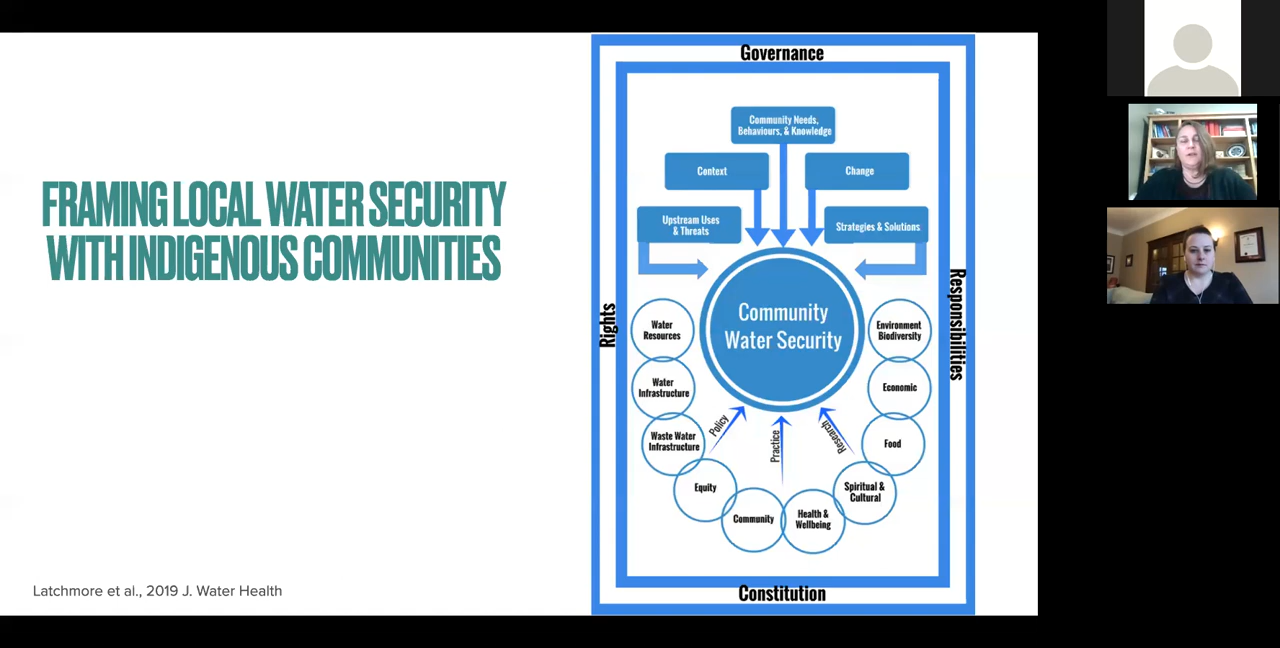 FRAMING LOCAL WATER SECURITY
WITH INDIGENOUS COMMUNITIES
Latchmore et al., 2019 J. Water Health
Governance
Community Needs,
Behaviours, & Knowledge
Context
Change
Upstream Uses
& Threats
Strategies & Solutions
Rights
Responsibilities
Community
Water Security
Water
Resources
Water
Infrastructure
Waste Water
Infrastructure
Equity
Community
Health &
Wellbeing
Spiritual &
Cultural
Food
Economic
Environment
Biodiversity
Policy
Practice
Research
Constitution